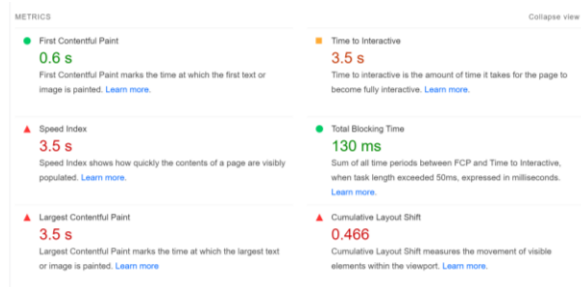 METRICS
Collapse view
First Contentful Paint
0.6 s
First Contentful Paint marks the time at which the first text or
image is painted. Learn more.
Time to Interactive
3.5 s
Time to interactive is the amount of time it takes for the page to
become fully interactive. Learn more.
Speed Index
3.5 s
Speed Index shows how quickly the contents of a page are visibly
populated. Learn more.
Total Blocking Time
130 ms
Sum of all time periods between FCP and Time to Interactive,
when task length exceeded 50ms, expressed in milliseconds.
Learn more.
Largest Contentful Paint
3.5 s
Largest Contentful Paint marks the time at which the largest text
or image is painted. Learn more
Cumulative Layout Shift
0.466
Cumulative Layout Shift measures the movement of visible
elements within the viewport. Learn more.